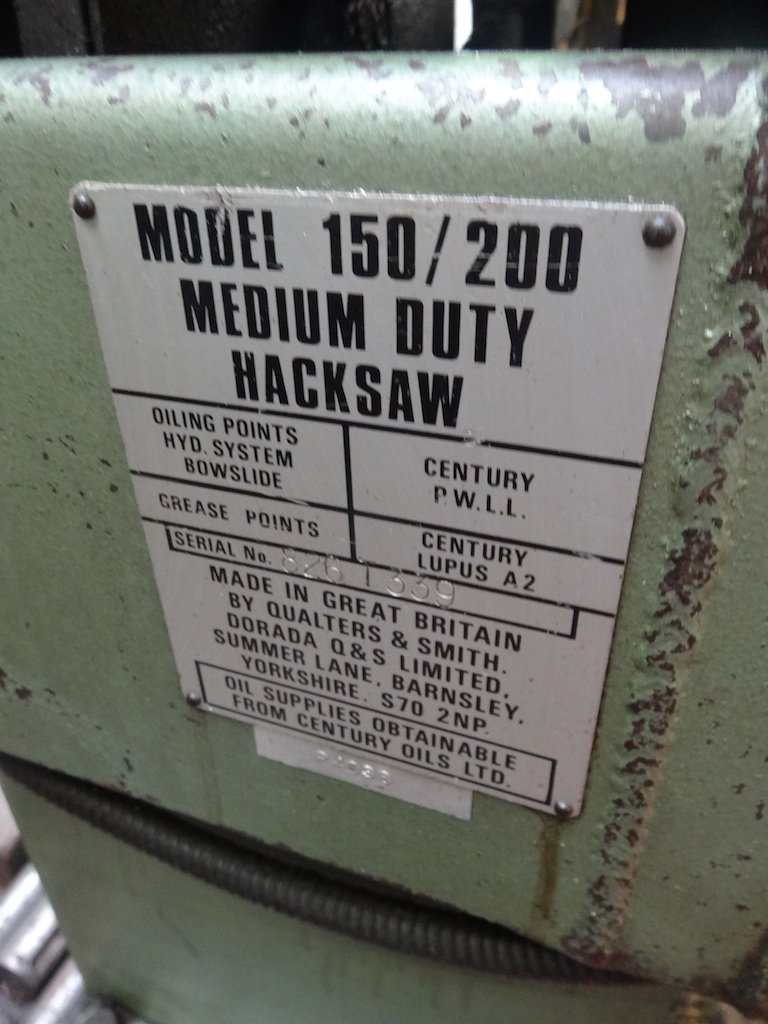 MODEL 150/200
MEDIUM DUTY
HACKSAW
OILING POINTS
HYD. SYSTEM
BOWSLIDE
CENTURY
P.W.L.L.
GREASE POINTS
CENTURY
LUPUS A2
SERIAL No. 8261339
MADE IN GREAT BRITAIN
BY QUALTERS & SMITH.
DORADA Q&S LIMITED,
SUMMER LANE, BARNSLEY,
YORKSHIRE. S70 2NP.
OIL SUPPLIES OBTAINABLE
FROM CENTURY OILS LTD.